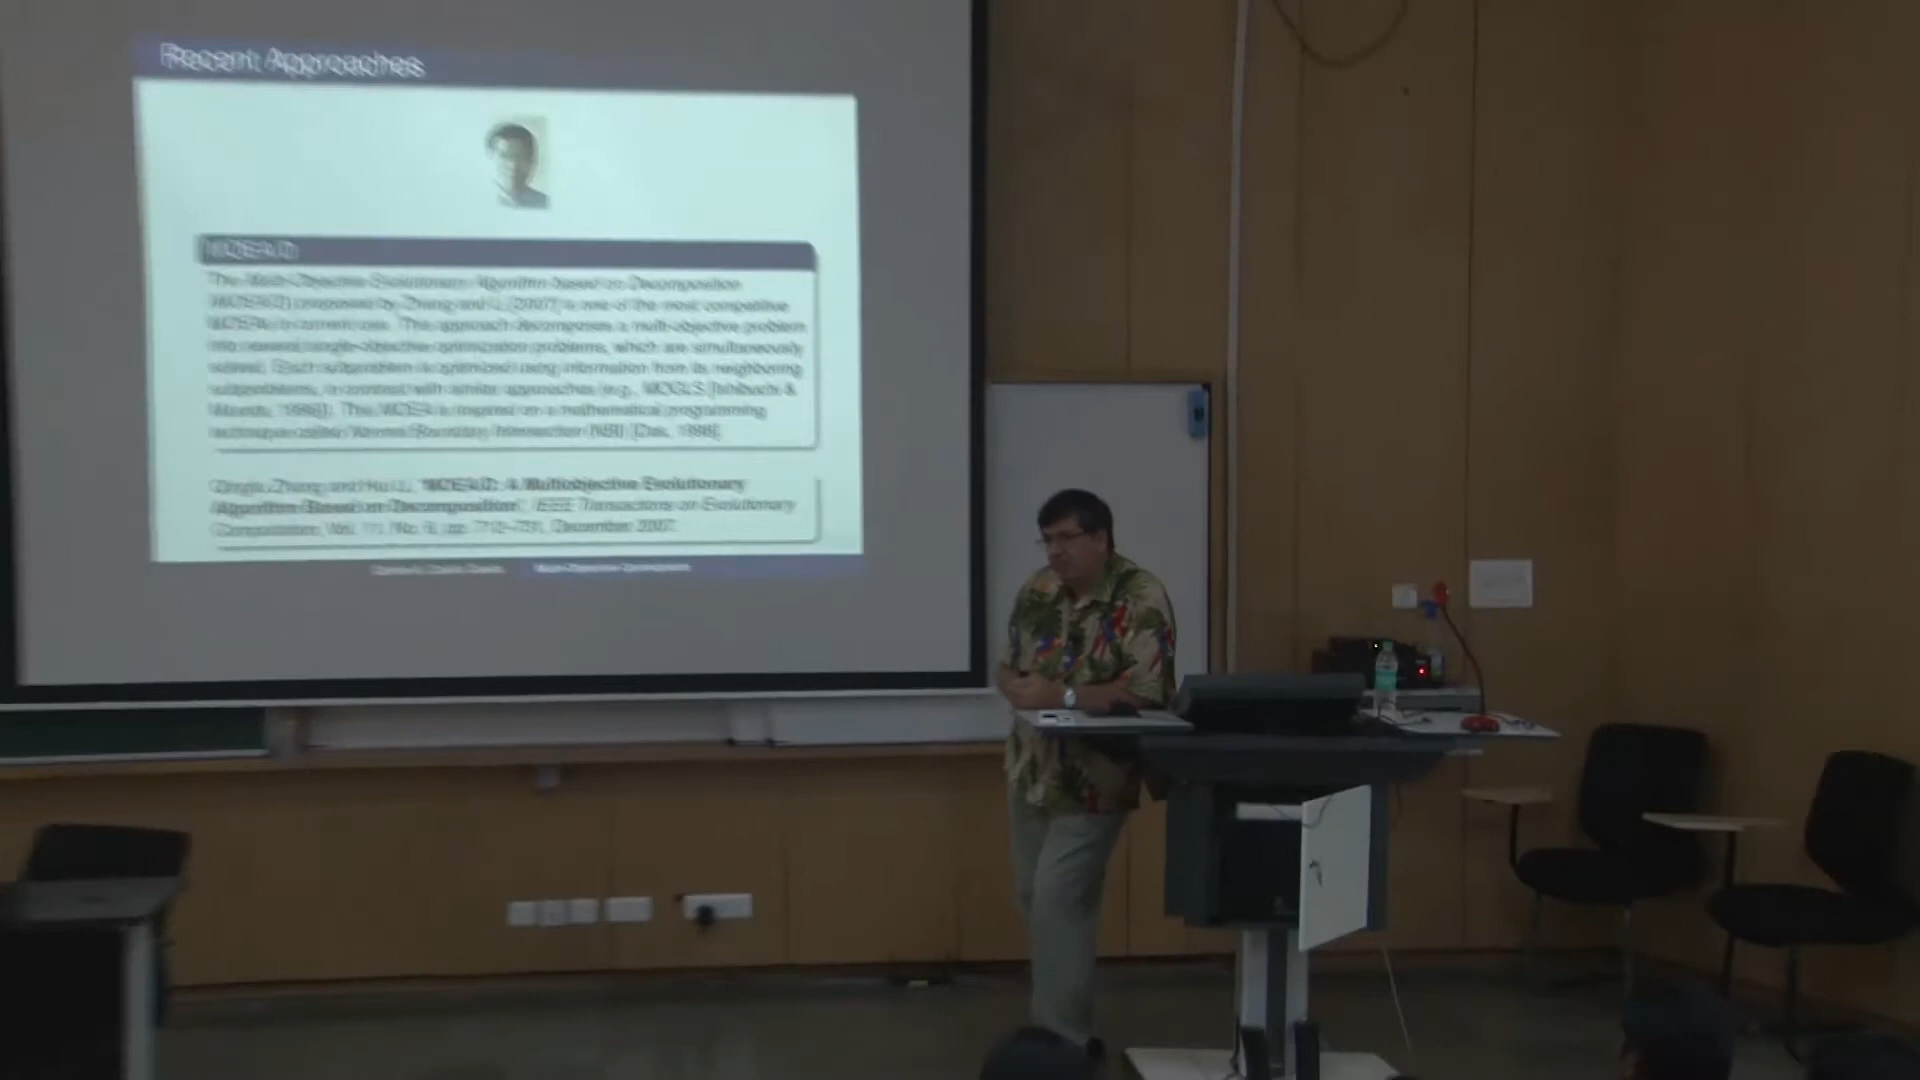 Recent Approaches
MOEA/D
The Multi-Objective Evolutionary Algorithm based on Decomposition
(MOEA/D) proposed by Zhang and Li [2007] is one of the most competitive
MOEAs in current use. This approach decomposes a multi-objective problem
into several single-objective optimization problems, which are simultaneously
solved. Each subproblem is optimized using information from its neighboring
subproblems, in contrast with similar approaches (e.g., MOGLS [Ishibuchi &
Murata, 1996]). This MOEA is inspired on a mathematical programming
technique called Normal Boundary Intersection (NBI) [Das, 1998].
Qingfu Zhang and Hui Li, "MOEA/D: A Multiobjective Evolutionary
Algorithm Based on Decomposition", IEEE Transactions on Evolutionary
Computation, Vol. 11, No. 6, pp. 712–731, December 2007.